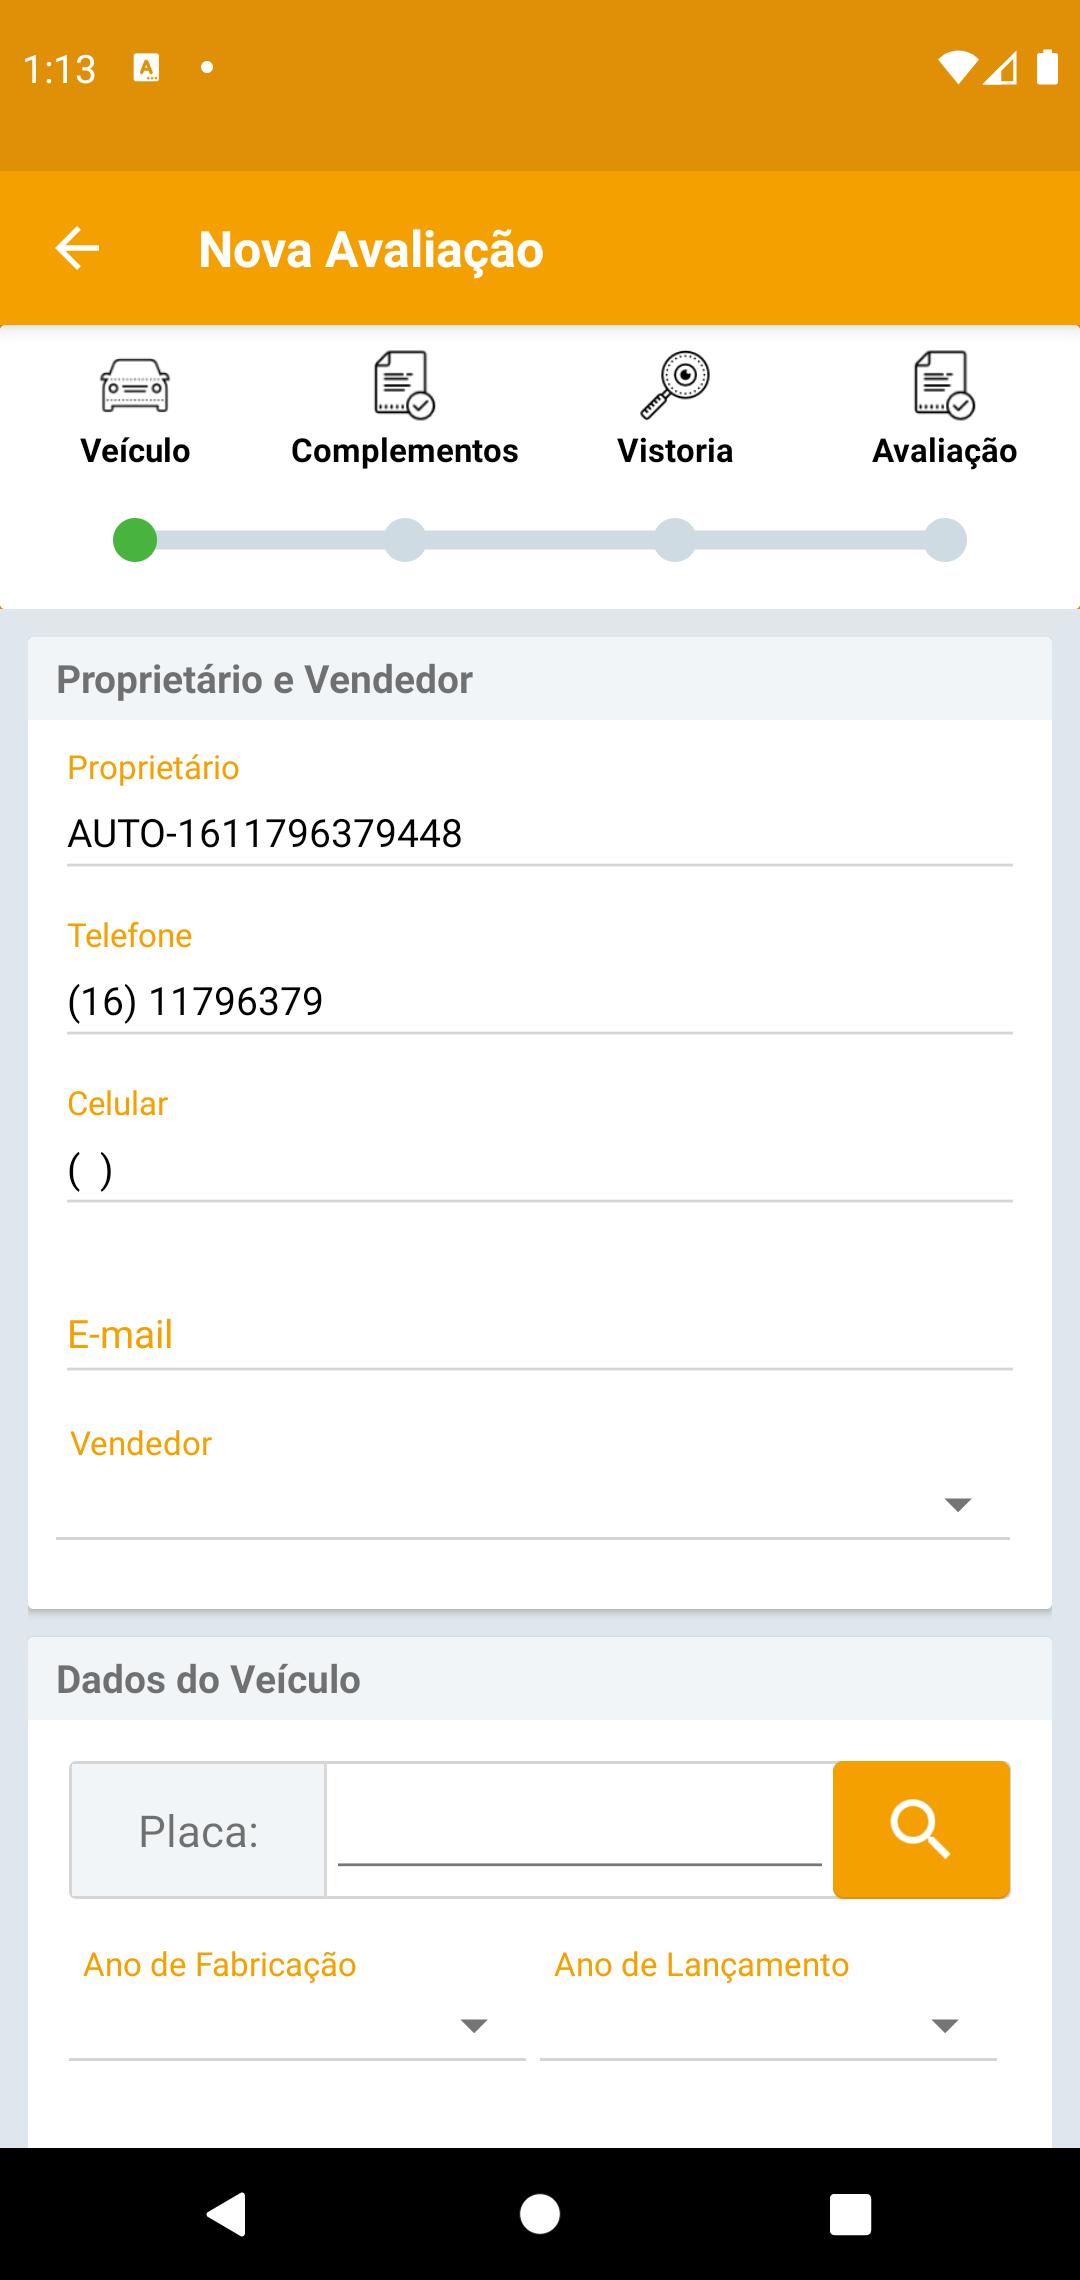 1:13
Nova Avaliação
Veículo Complementos Vistoria Avaliação
Proprietário e Vendedor
Proprietário
AUTO-1611796379448
Telefone
(16) 11796379
Celular
(  )
E-mail
Vendedor
Dados do Veículo
Placa:
Ano de Fabricação Ano de Lançamento